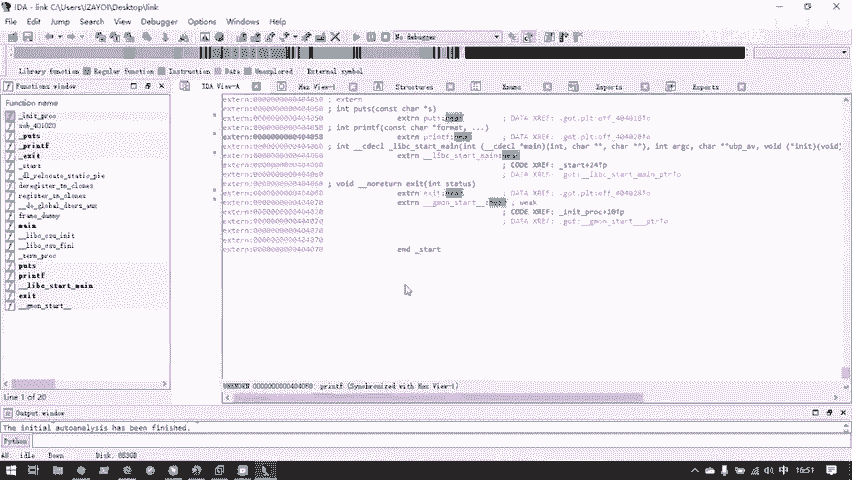 IDA - link C:\Users\IZAYOI\Desktop\link
File Edit Jump Search View Debugger Options Windows Help
No debugger
Library function Regular function Instruction Data Unexplored External symbol
Functions window
IDA View-A
Hex View-1
Structures
Enums
Imports
Exports
Function name
_init_proc
sub_401020
_puts
_printf
_exit
_start
_dl_relocate_static_pie
deregister_tm_clones
register_tm_clones
__do_global_dtors_aux
frame_dummy
main
__libc_csu_init
__libc_csu_fini
_term_proc
puts
printf
__libc_start_main
exit
__gmon_start__
Line 1 of 20
extern:0000000000404050 ; extern
extern:0000000000404050 ; int puts(const char *s)
extern:0000000000404050 extrn puts:near ; DATA XREF: .got.plt:off_404018↑o
extern:0000000000404058 ; int printf(const char *format, ...)
extern:0000000000404058 extrn printf:near ; DATA XREF: .got.plt:off_404020↑o
extern:0000000000404060 ; int __cdecl _libc_start_main(int (__cdecl *main)(int, char **, char **), int argc, char **ubp_av, void (*init)(void)
extern:0000000000404060 extrn __libc_start_main:near
extern:0000000000404060 ; CODE XREF: _start+24↑p
extern:0000000000404060 ; DATA XREF: .got:__libc_start_main_ptr↑o
extern:0000000000404068 ; void __noreturn exit(int status)
extern:0000000000404068 extrn exit:near ; DATA XREF: .got.plt:off_404028↑o
extern:0000000000404070 extrn __gmon_start__:near ; weak
extern:0000000000404070 ; CODE XREF: _init_proc+10↑p
extern:0000000000404070 ; DATA XREF: .got:__gmon_start___ptr↑o
extern:0000000000404070
extern:0000000000404070
extern:0000000000404070 end _start
UNKNOWN 0000000000404058: printf (Synchronized with Hex View-1)
Output window
The initial autoanalysis has been finished.
Python
AU: idle Down Disk: 883GB
中 16:51